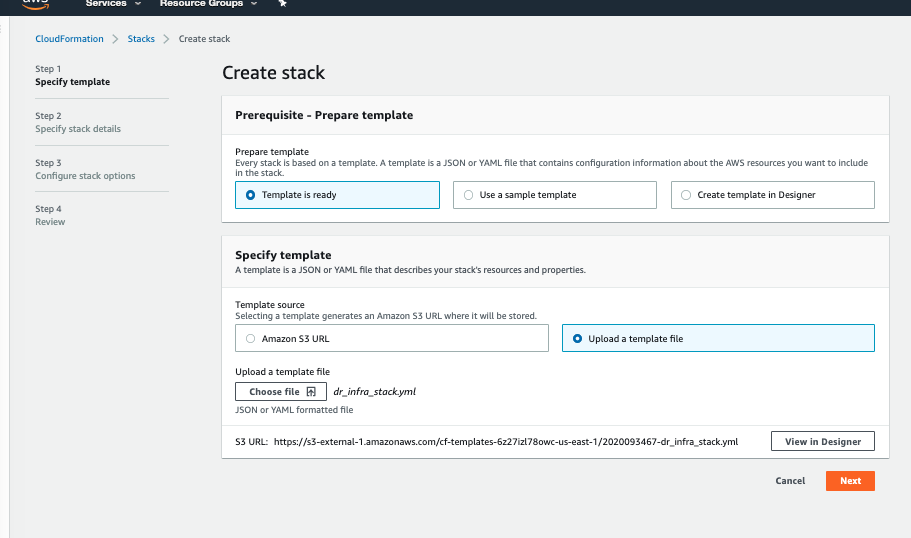 aws Services Resource Groups
CloudFormation > Stacks > Create stack
Step 1
Specify template
Step 2
Specify stack details
Step 3
Configure stack options
Step 4
Review
Create stack
Prerequisite - Prepare template
Prepare template
Every stack is based on a template. A template is a JSON or YAML file that contains configuration information about the AWS resources you want to include
in the stack.
Template is ready
Use a sample template
Create template in Designer
Specify template
A template is a JSON or YAML file that describes your stack's resources and properties.
Template source
Selecting a template generates an Amazon S3 URL where it will be stored.
Amazon S3 URL
Upload a template file
Upload a template file
Choose file dr_infra_stack.yml
JSON or YAML formatted file
S3 URL: https://s3-external-1.amazonaws.com/cf-templates-6z27izl78owc-us-east-1/2020093467-dr_infra_stack.yml View in Designer
Cancel Next